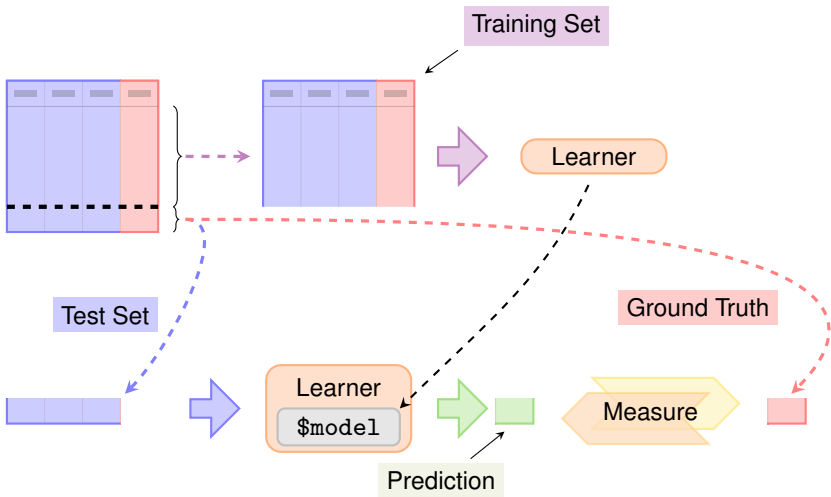 Training Set
Learner
Test Set
Ground Truth
Learner
$model
Measure
Prediction